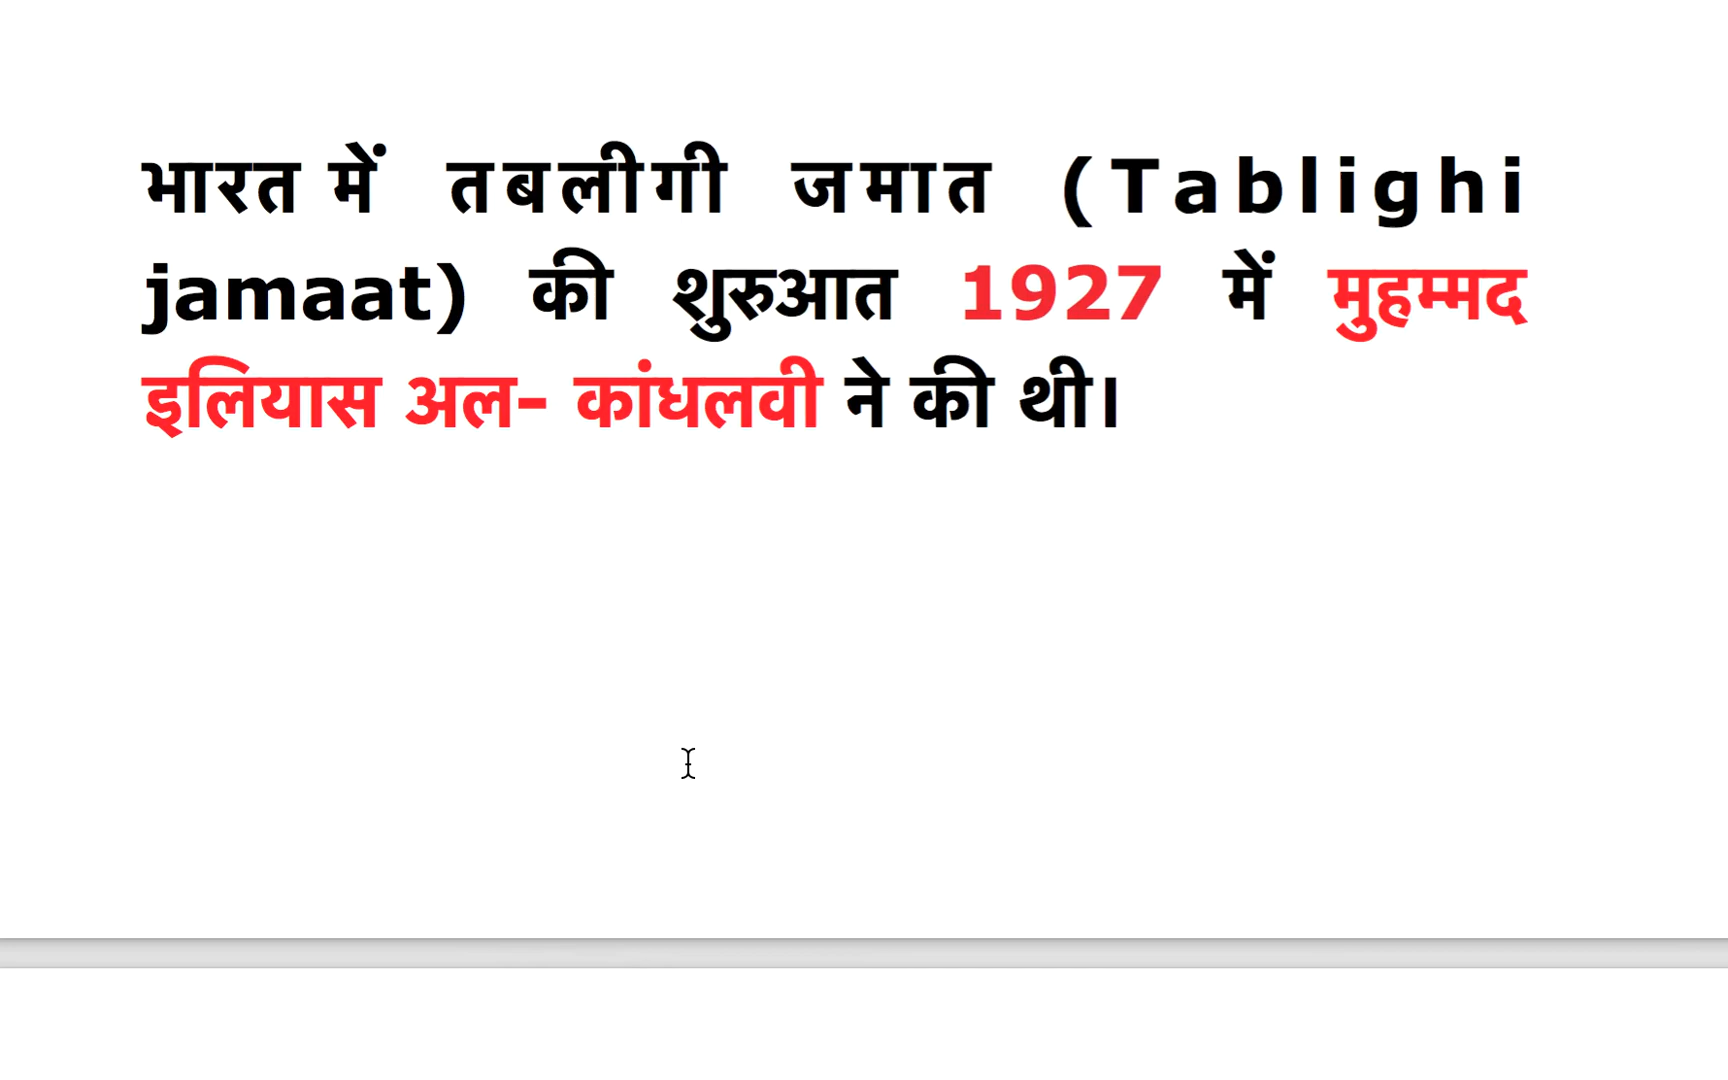 भारत में तबलीगी जमात (Tablighi
jamaat) की शुरुआत 1927 में मुहम्मद
इलियास अल- कांधलवी ने की थी।